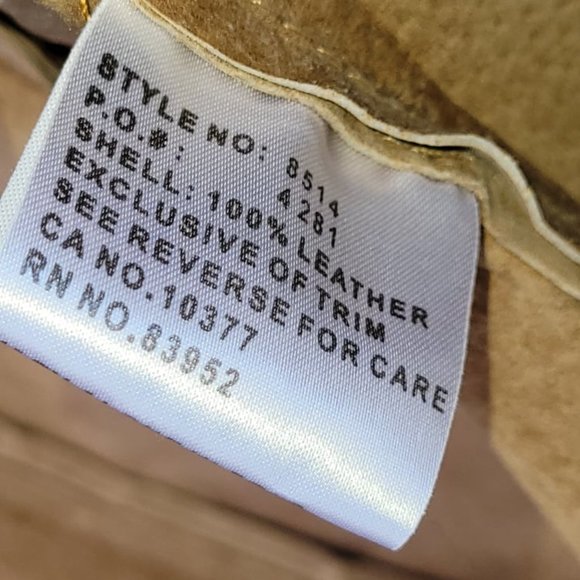 STYLE NO: 8514
P.O.#: 4281
SHELL: 100% LEATHER
EXCLUSIVE OF TRIM
SEE REVERSE FOR CARE
CA NO. 10377
RN NO. 83952